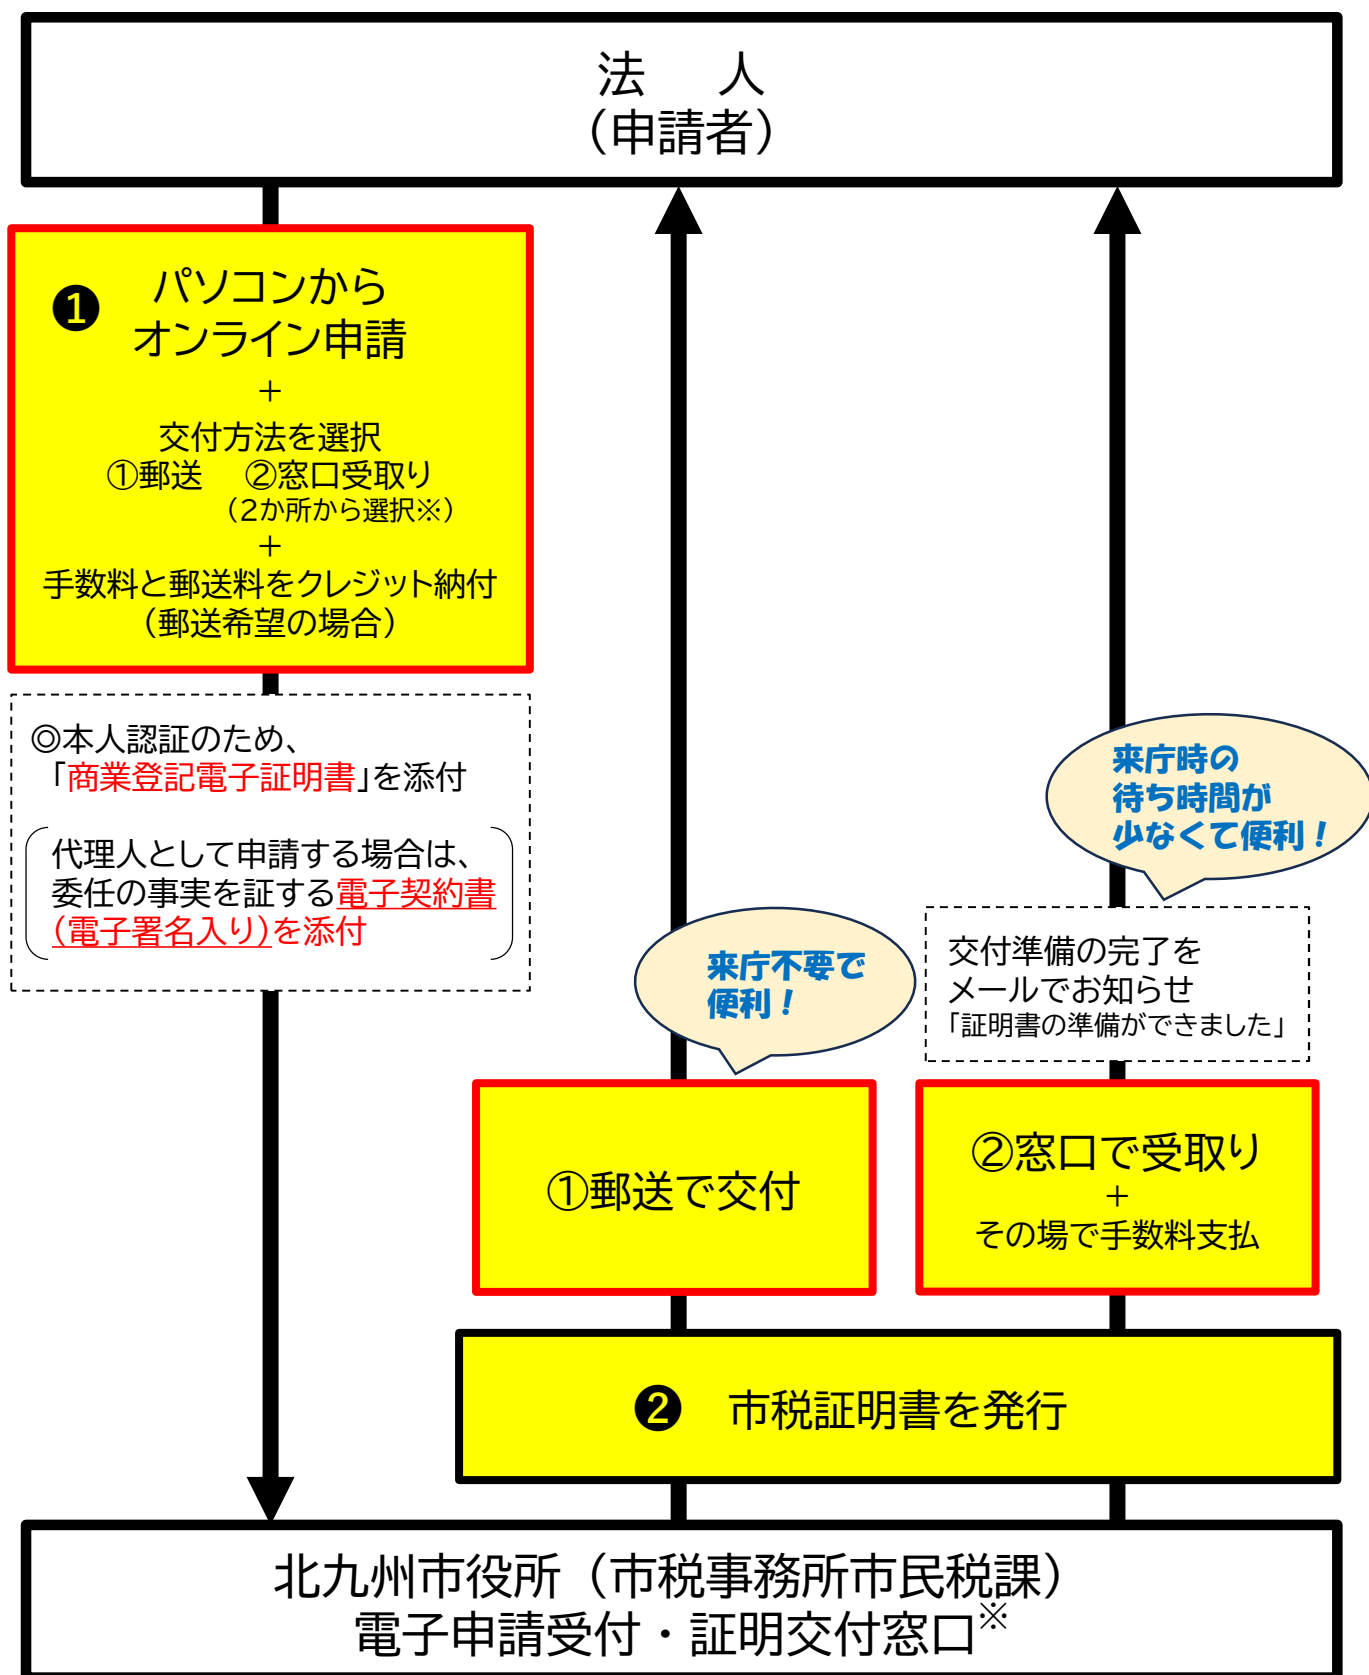 法　人
（申請者）
❶
パソコンから
オンライン申請
＋
交付方法を選択
①郵送　②窓口受取り
（2か所から選択※）
＋
手数料と郵送料をクレジット納付
（郵送希望の場合）
◎本人認証のため、
「商業登記電子証明書」を添付
代理人として申請する場合は、
委任の事実を証する電子契約書
（電子署名入り）を添付
来庁不要で
便利！
来庁時の
待ち時間が
少なくて便利！
交付準備の完了を
メールでお知らせ
「証明書の準備ができました」
①郵送で交付
②窓口で受取り
＋
その場で手数料支払
❷　市税証明書を発行
北九州市役所（市税事務所市民税課）
電子申請受付・証明交付窓口※